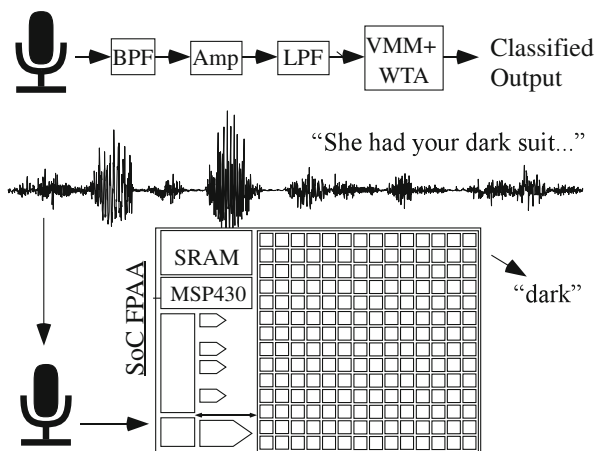 BPF
Amp
LPF
VMM+
WTA
Classified
Output
“She had your dark suit...”
SRAM
MSP430
SoC FPAA
“dark”